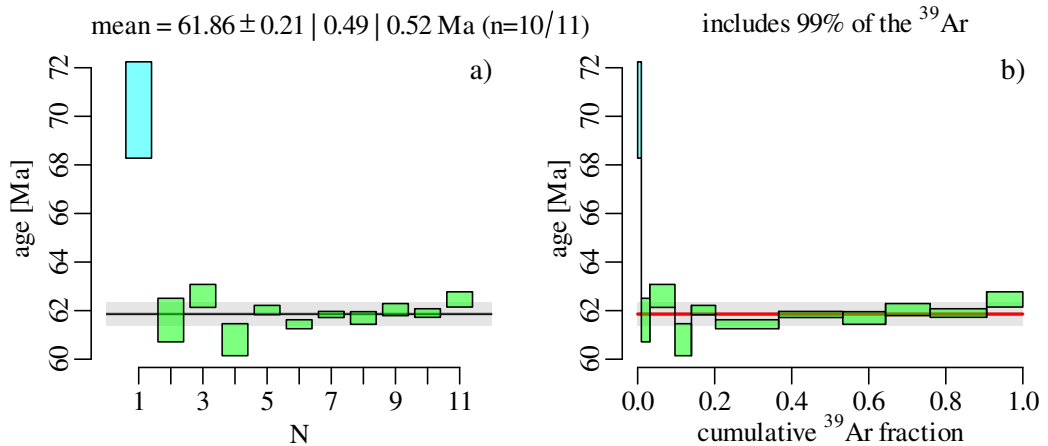 mean = 61.86 ± 0.21 | 0.49 | 0.52 Ma (n=10/11)
includes 99% of the ³⁹Ar
a)
b)
age [Ma]
60 62 64 66 68 70 72
1 3 5 7 9 11
N
age [Ma]
60 62 64 66 68 70 72
0.0 0.2 0.4 0.6 0.8 1.0
cumulative ³⁹Ar fraction